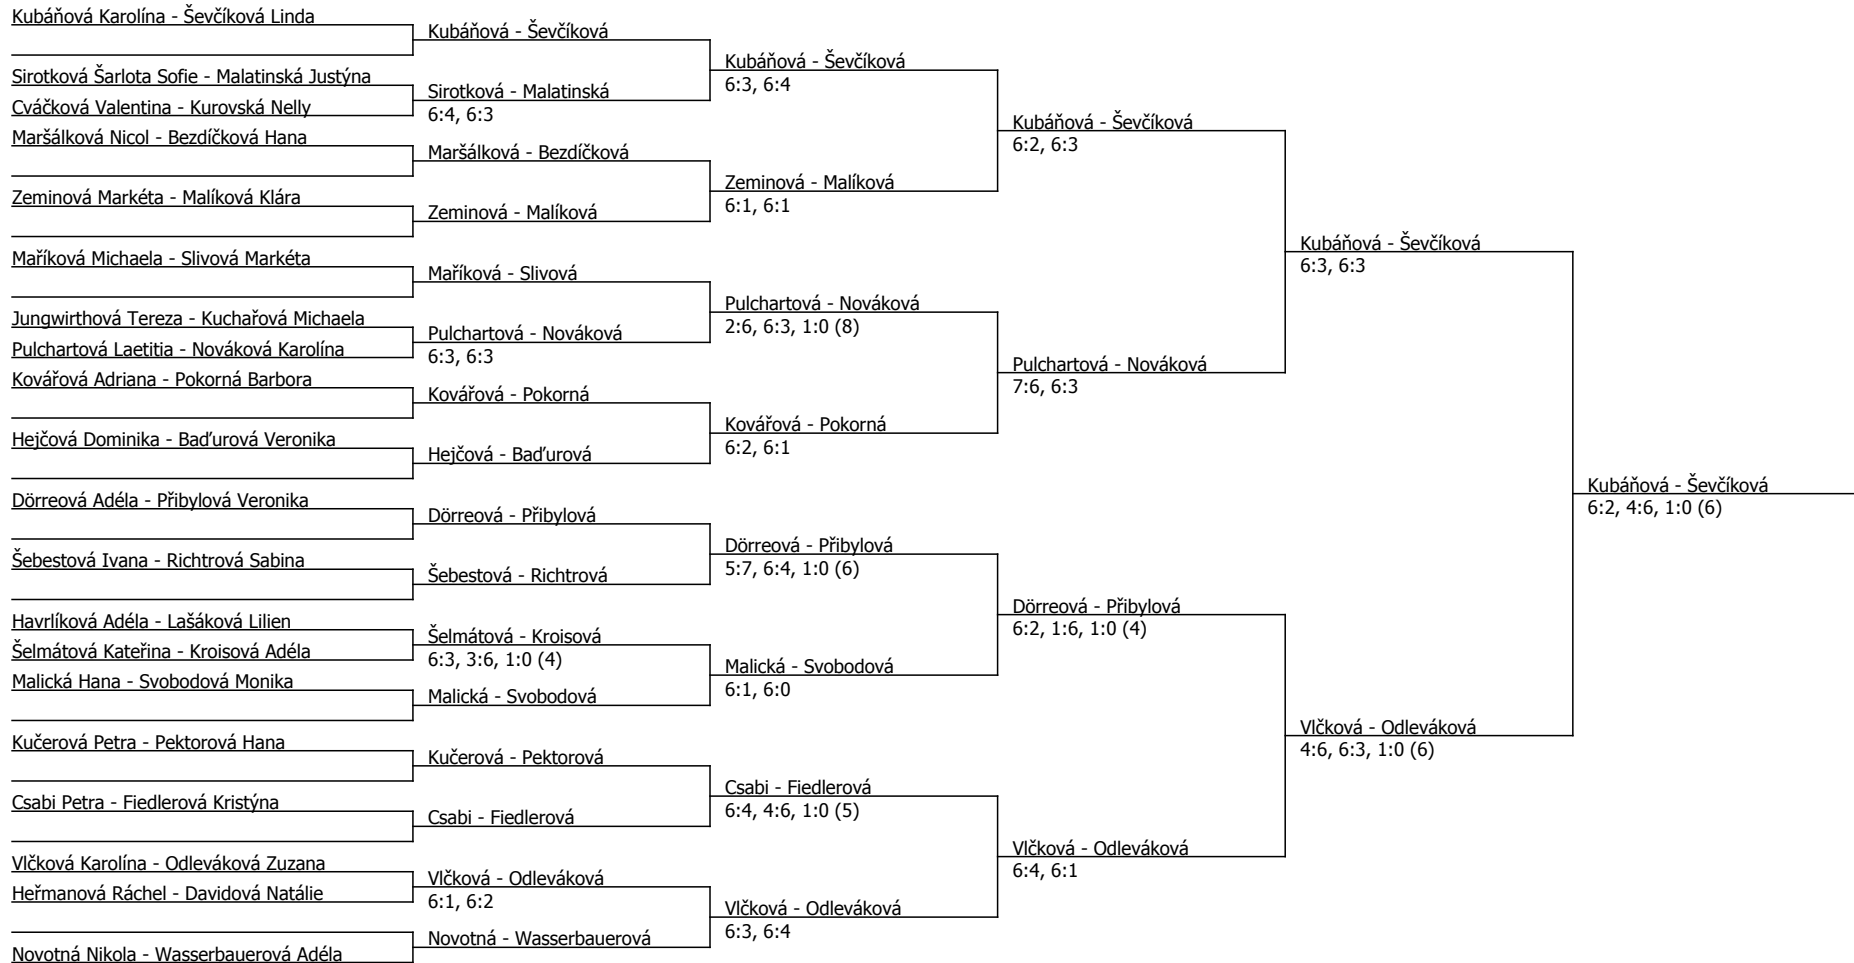 Kubáňová Karolína - Ševčíková Linda
Sirotková Šarlota Sofie - Malatinská Justýna
Cváčková Valentina - Kurovská Nelly
Maršálková Nicol - Bezdíčková Hana
Zeminová Markéta - Malíková Klára
Maříková Michaela - Slivová Markéta
Jungwirthová Tereza - Kuchařová Michaela
Pulchartová Laetitia - Nováková Karolína
Kovářová Adriana - Pokorná Barbora
Hejčová Dominika - Baďurová Veronika
Dörreová Adéla - Přibylová Veronika
Šebestová Ivana - Richtrová Sabina
Havrlíková Adéla - Lašáková Lilien
Šelmátová Kateřina - Kroisová Adéla
Malická Hana - Svobodová Monika
Kučerová Petra - Pektorová Hana
Csabi Petra - Fiedlerová Kristýna
Vlčková Karolína - Odleváková Zuzana
Heřmanová Ráchel - Davidová Natálie
Novotná Nikola - Wasserbauerová Adéla
Kubáňová - Ševčíková
Sirotková - Malatinská
6:4, 6:3
Maršálková - Bezdíčková
Zeminová - Malíková
Maříková - Slivová
Pulchartová - Nováková
6:3, 6:3
Kovářová - Pokorná
Hejčová - Baďurová
Dörreová - Přibylová
Šebestová - Richtrová
Šelmátová - Kroisová
6:3, 3:6, 1:0 (4)
Malická - Svobodová
Kučerová - Pektorová
Csabi - Fiedlerová
Vlčková - Odleváková
6:1, 6:2
Novotná - Wasserbauerová
Kubáňová - Ševčíková
6:3, 6:4
Zeminová - Malíková
6:1, 6:1
Pulchartová - Nováková
2:6, 6:3, 1:0 (8)
Kovářová - Pokorná
6:2, 6:1
Dörreová - Přibylová
5:7, 6:4, 1:0 (6)
Malická - Svobodová
6:1, 6:0
Csabi - Fiedlerová
6:4, 4:6, 1:0 (5)
Vlčková - Odleváková
6:3, 6:4
Kubáňová - Ševčíková
6:2, 6:3
Pulchartová - Nováková
7:6, 6:3
Dörreová - Přibylová
6:2, 1:6, 1:0 (4)
Vlčková - Odleváková
6:4, 6:1
Kubáňová - Ševčíková
6:3, 6:3
Vlčková - Odleváková
4:6, 6:3, 1:0 (6)
Kubáňová - Ševčíková
6:2, 4:6, 1:0 (6)